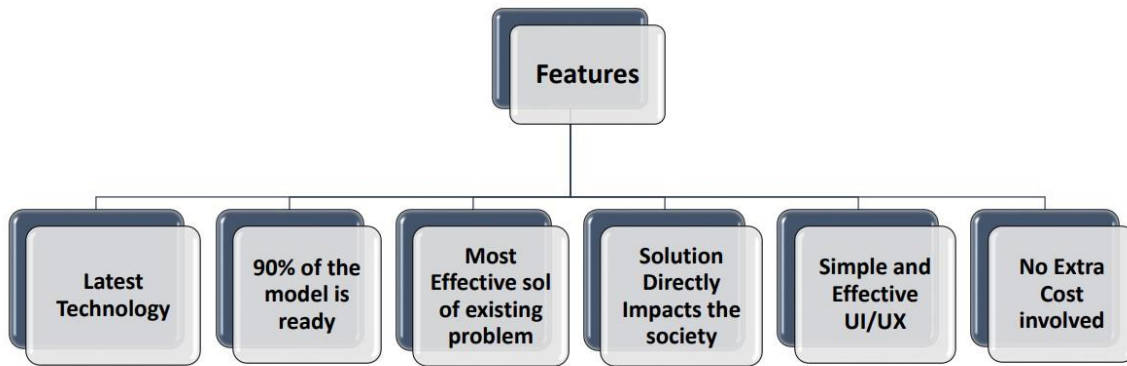 Features
Latest
Technology
90% of the
model is
ready
Most
Effective sol
of existing
problem
Solution
Directly
Impacts the
society
Simple and
Effective
UI/UX
No Extra
Cost
involved